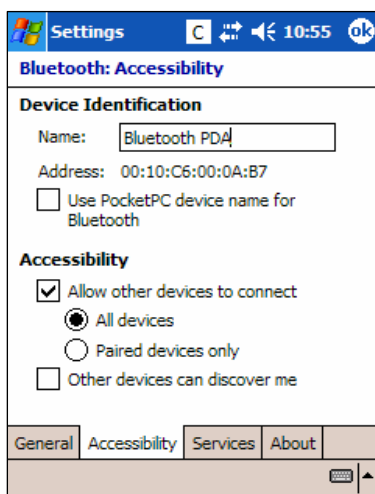 Settings C 10:55 ok
Bluetooth: Accessibility
Device Identification
Name: Bluetooth PDA
Address: 00:10:C6:00:0A:B7
Use PocketPC device name for
Bluetooth
Accessibility
Allow other devices to connect
All devices
Paired devices only
Other devices can discover me
General Accessibility Services About